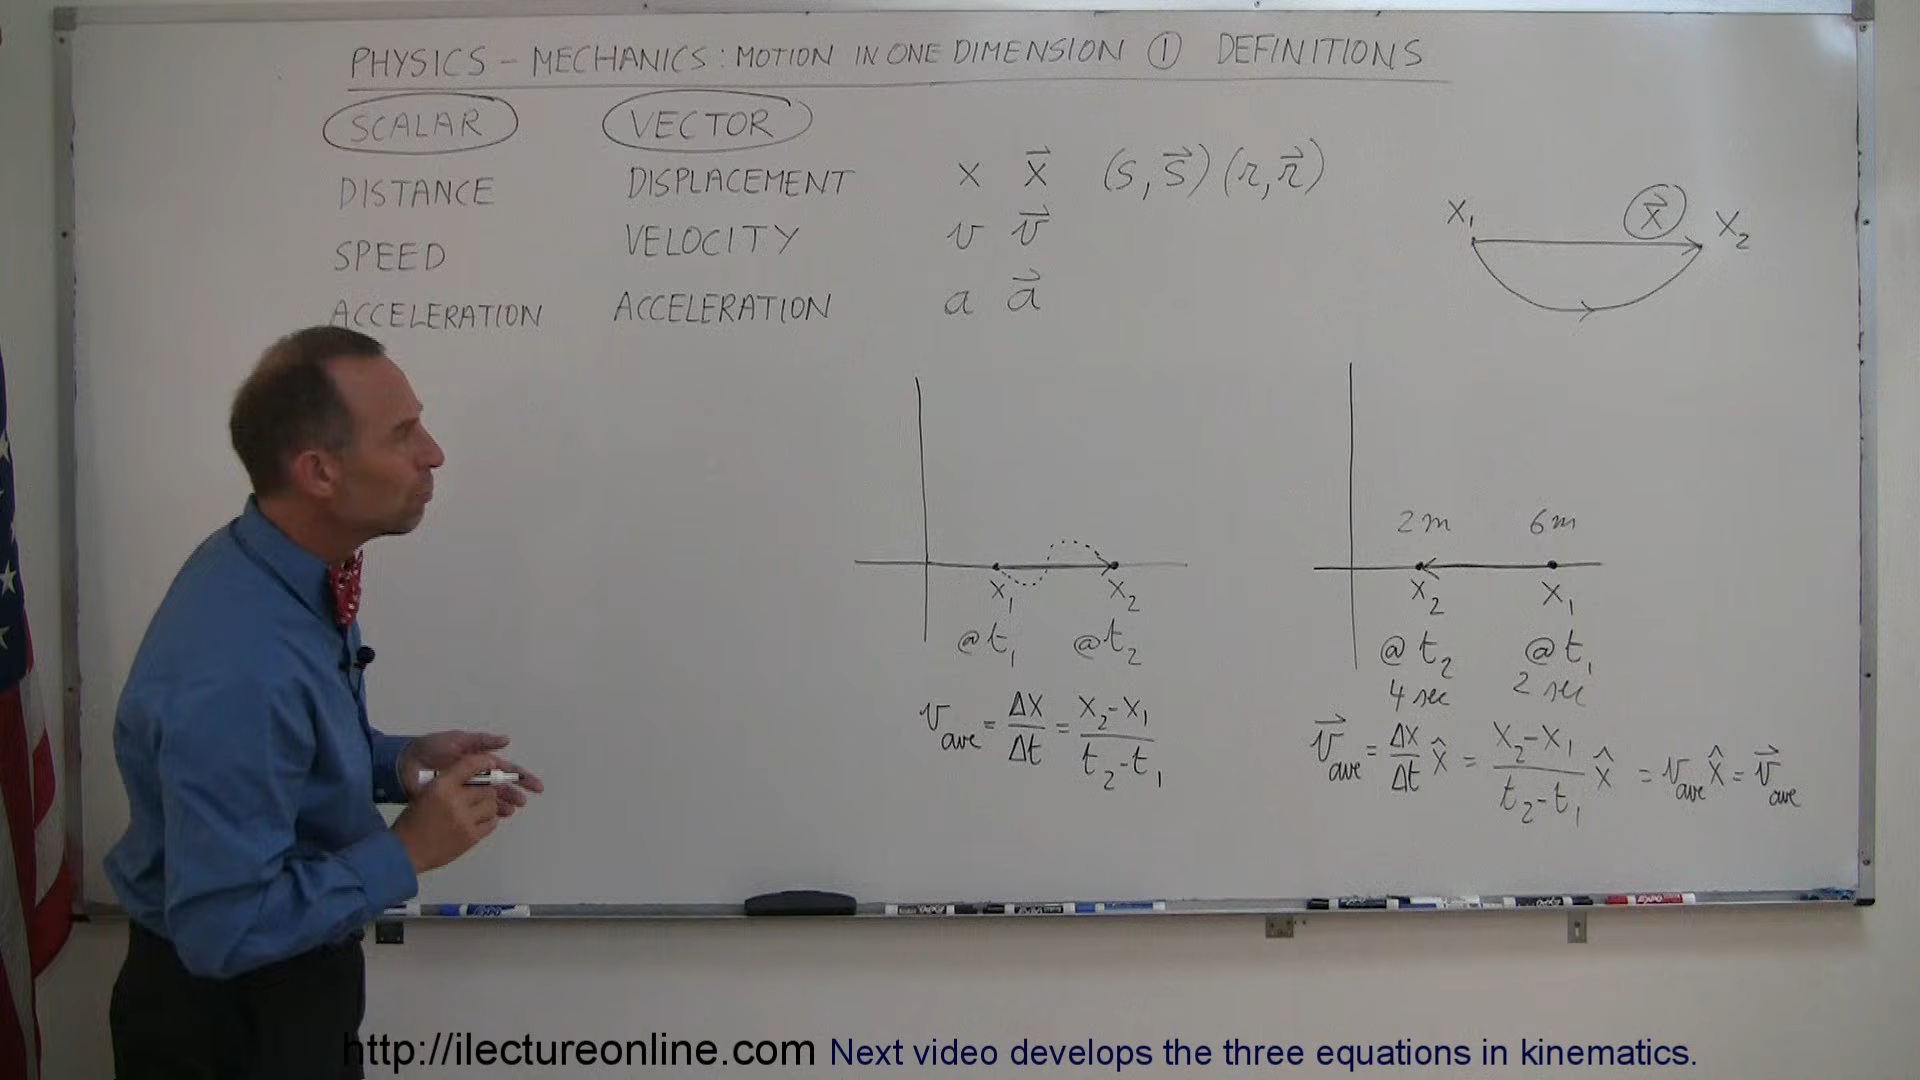 PHYSICS – MECHANICS: MOTION IN ONE DIMENSION ① DEFINITIONS
SCALAR VECTOR
DISTANCE DISPLACEMENT x x⃗ (s, s⃗) (r, r⃗)
SPEED VELOCITY v v⃗
ACCELERATION ACCELERATION a a⃗
x₁ x⃗ x₂
x₁ x₂
@t₁ @t₂
v_ave = Δx/Δt = (x₂-x₁)/(t₂-t₁)
2 m 6 m
x₂ x₁
@ t₂ @ t₁
4 sec 2 sec
v⃗_ave = Δx/Δt x̂ = (x₂-x₁)/(t₂-t₁) x̂ = v_ave x̂ = v⃗_ave
EXPO
http://ilectureonline.com Next video develops the three equations in kinematics.